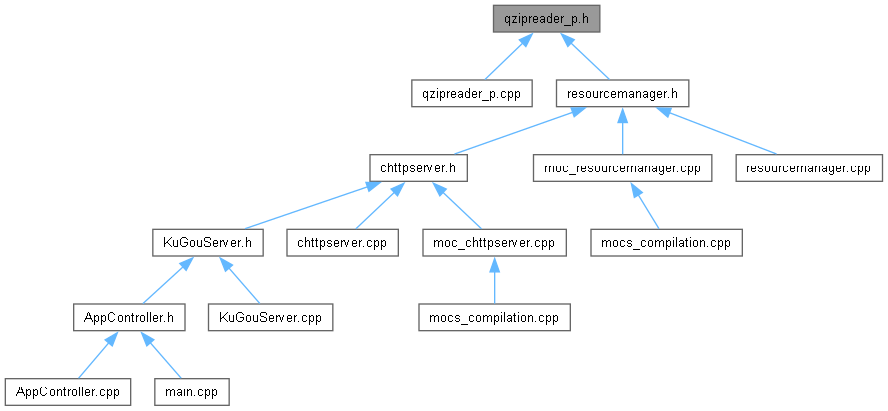 qzipreader_p.h
qzipreader_p.cpp
resourcemanager.h
chttpserver.h
moc_resourcemanager.cpp
resourcemanager.cpp
KuGouServer.h
chttpserver.cpp
moc_chttpserver.cpp
mocs_compilation.cpp
AppController.h
KuGouServer.cpp
mocs_compilation.cpp
AppController.cpp
main.cpp